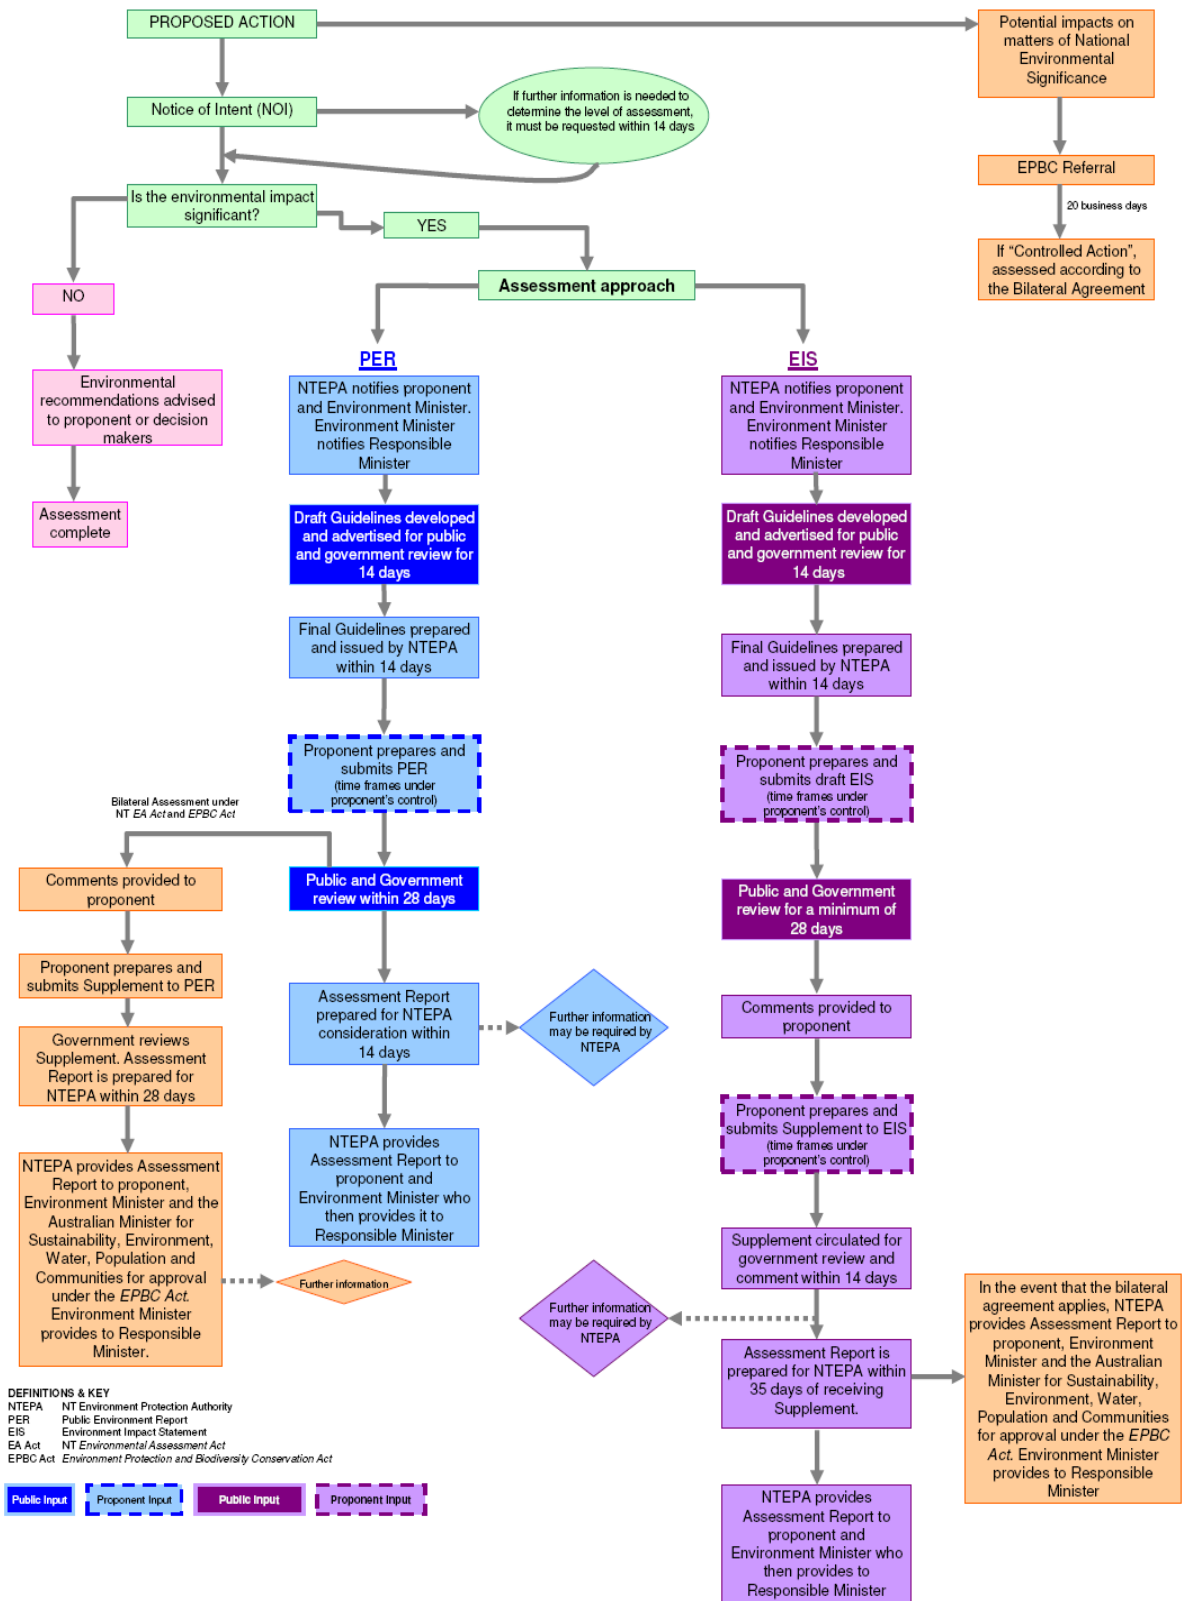 PROPOSED ACTION
Potential impacts on
matters of National
Environmental
Significance
Notice of Intent (NOI)
If further information is needed to
determine the level of assessment,
it must be requested within 14 days
EPBC Referral
20 business days
If “Controlled Action”,
assessed according to
the Bilateral Agreement
Is the environmental impact
significant?
YES
NO
Environmental
recommendations advised
to proponent or decision
makers
Assessment
complete
Assessment approach
PER
NTEPA notifies proponent
and Environment Minister.
Environment Minister
notifies Responsible
Minister
Draft Guidelines developed
and advertised for public
and government review for
14 days
Final Guidelines prepared
and issued by NTEPA
within 14 days
Proponent prepares and
submits PER
(time frames under
proponent's control)
Public and Government
review within 28 days
Assessment Report
prepared for NTEPA
consideration within
14 days
Further information
may be required by
NTEPA
NTEPA provides
Assessment Report to
proponent and
Environment Minister who
then provides it to
Responsible Minister
Bilateral Assessment under
NT EA Act and EPBC Act
Comments provided to
proponent
Proponent prepares and
submits Supplement to PER
Government reviews
Supplement. Assessment
Report is prepared for
NTEPA within 28 days
NTEPA provides Assessment
Report to proponent,
Environment Minister and the
Australian Minister for
Sustainability, Environment,
Water, Population and
Communities for approval
under the EPBC Act.
Environment Minister
provides to Responsible
Minister.
Further information
EIS
NTEPA notifies proponent
and Environment Minister.
Environment Minister
notifies Responsible
Minister
Draft Guidelines developed
and advertised for public
and government review for
14 days
Final Guidelines prepared
and issued by NTEPA
within 14 days
Proponent prepares and
submits draft EIS
(time frames under
proponent's control)
Public and Government
review for a minimum of
28 days
Comments provided to
proponent
Proponent prepares and
submits Supplement to EIS
(time frames under
proponent's control)
Supplement circulated for
government review and
comment within 14 days
Further information
may be required by
NTEPA
Assessment Report is
prepared for NTEPA within
35 days of receiving
Supplement.
In the event that the bilateral
agreement applies, NTEPA
provides Assessment Report to
proponent, Environment
Minister and the Australian
Minister for Sustainability,
Environment, Water,
Population and Communities
for approval under the EPBC
Act. Environment Minister
provides to Responsible
Minister
NTEPA provides
Assessment Report to
proponent and
Environment Minister who
then provides to
Responsible Minister
DEFINITIONS & KEY
NTEPA NT Environment Protection Authority
PER Public Environment Report
EIS Environment Impact Statement
EA Act NT Environmental Assessment Act
EPBC Act Environment Protection and Biodiversity Conservation Act
Public Input
Proponent Input
Public Input
Proponent Input